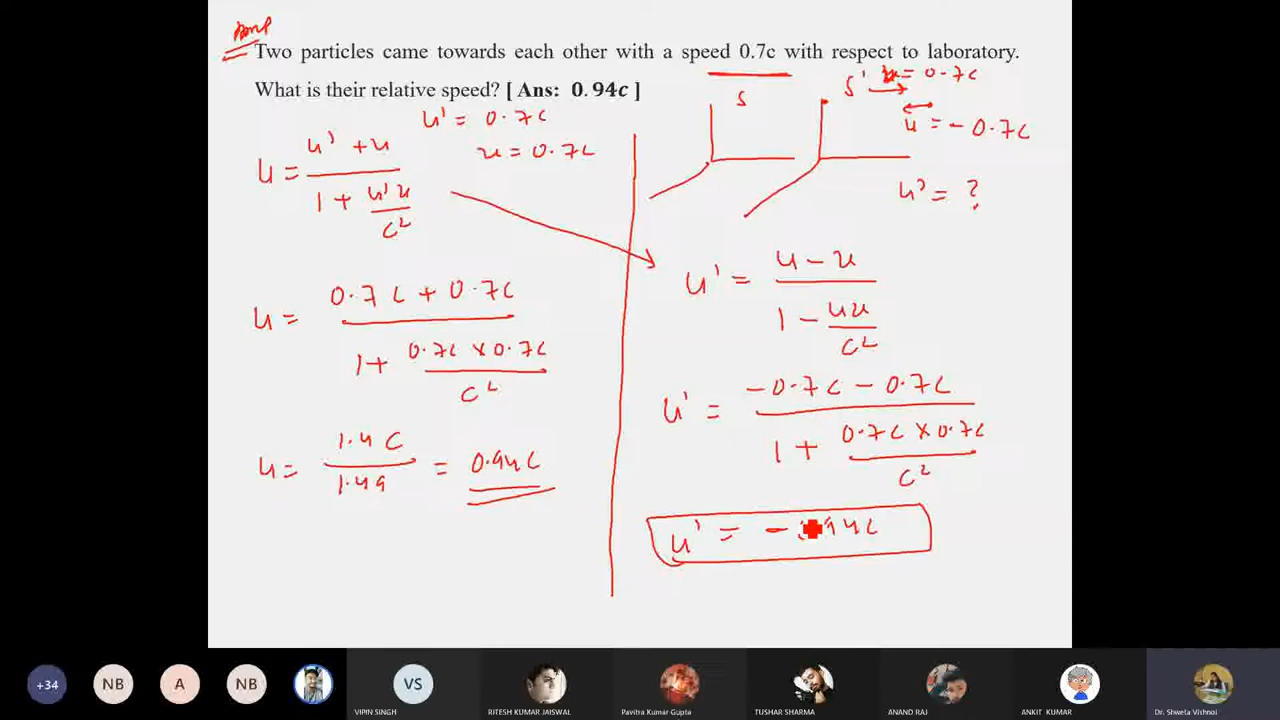 Imp
Two particles came towards each other with a speed 0.7c with respect to laboratory.
What is their relative speed? [ Ans: 0.94c ]
u' = 0.7c
u = 0.7c
u = u' + u / 1 + u'u/c²
u = 0.7c + 0.7c / 1 + 0.7c × 0.7c/c²
u = 1.4c / 1.49 = 0.94c
S
S'
u = 0.7c
u = - 0.7c
u' = ?
u' = u - u / 1 - uu/c²
u' = -0.7c - 0.7c / 1 + 0.7c × 0.7c/c²
u' = - 94c
+34
NB
A
NB
VS
VIPIN SINGH
RITESH KUMAR JAISWAL
Pavitra Kumar Gupta
TUSHAR SHARMA
ANAND RAJ
ANKIT KUMAR
Dr. Shweta Vishnoi